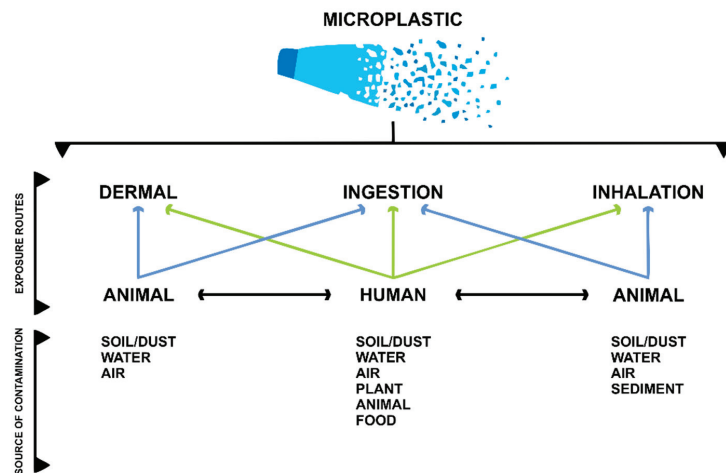 MICROPLASTIC
DERMAL INGESTION INHALATION
EXPOSURE ROUTES
ANIMAL HUMAN ANIMAL
SOURCE OF CONTAMINATION
SOIL/DUST
WATER
AIR
SOIL/DUST
WATER
AIR
PLANT
ANIMAL
FOOD
SOIL/DUST
WATER
AIR
SEDIMENT